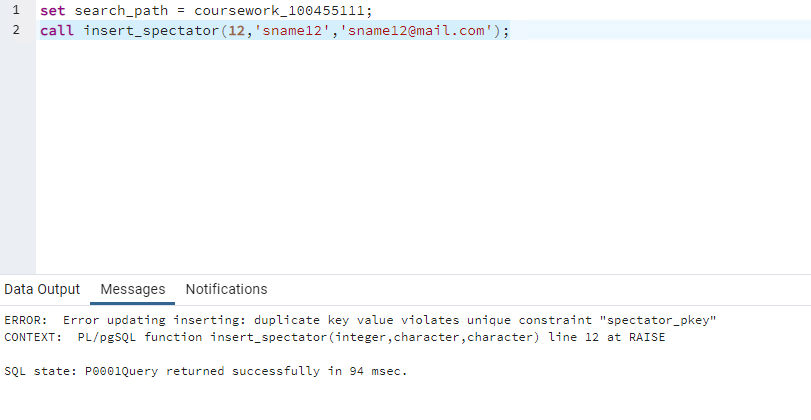 1 set search_path = coursework_100455111;
2 call insert_spectator(12,'sname12','sname12@mail.com');
Data Output Messages Notifications
ERROR:  Error updating inserting: duplicate key value violates unique constraint "spectator_pkey"
CONTEXT:  PL/pgSQL function insert_spectator(integer,character,character) line 12 at RAISE
SQL state: P0001Query returned successfully in 94 msec.